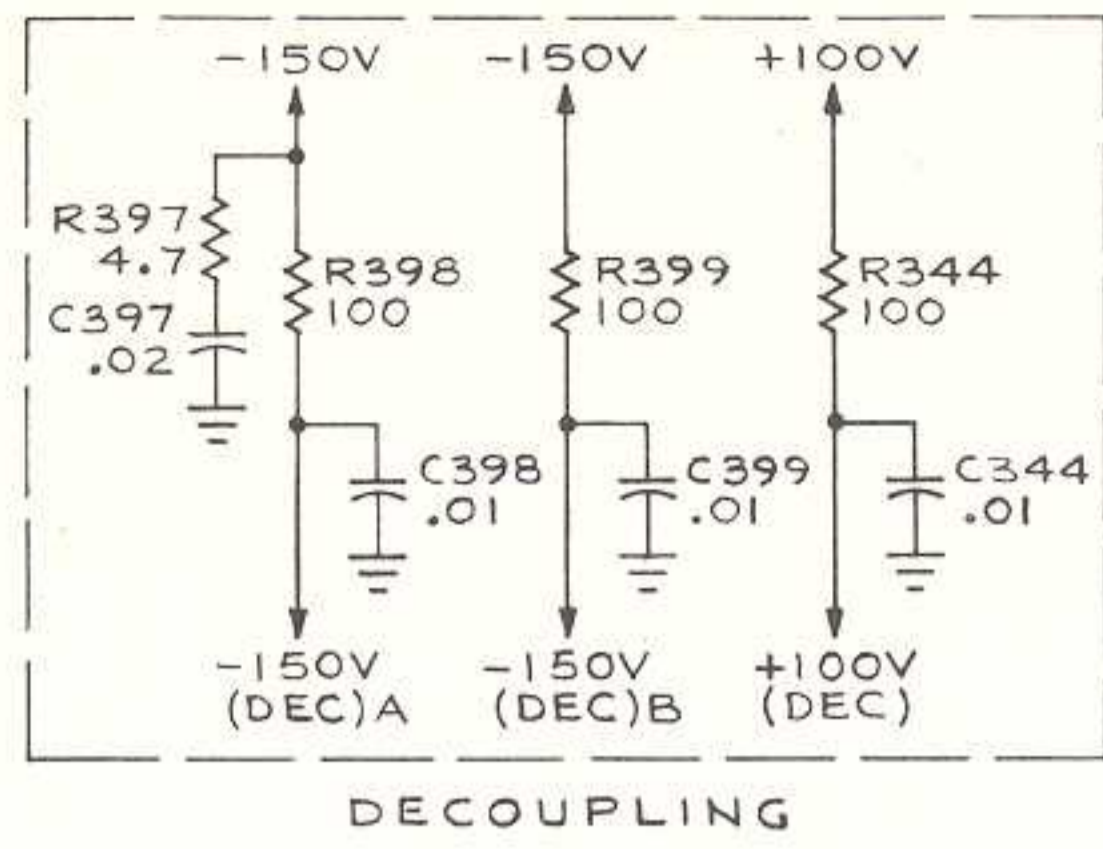 -150V
-150V
+100V
R397
4.7
C397
.02
R398
100
R399
100
R344
100
C398
.01
C399
.01
C344
.01
-150V
(DEC)A
-150V
(DEC)B
+100V
(DEC)
DECOUPLING